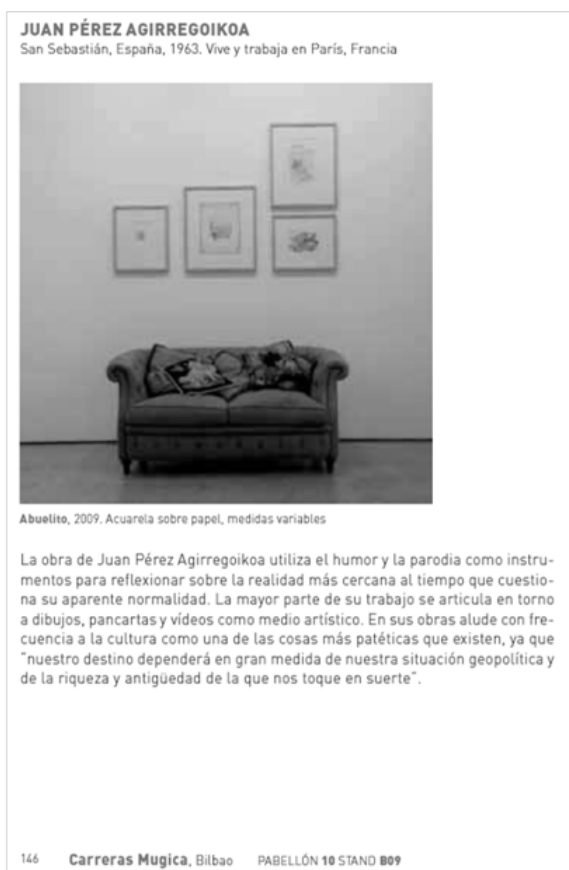 JUAN PÉREZ AGIRREGOIKOA
San Sebastián, España, 1963. Vive y trabaja en París, Francia
Abuelito, 2009. Acuarela sobre papel, medidas variables
La obra de Juan Pérez Agirregoikoa utiliza el humor y la parodia como instru-
mentos para reflexionar sobre la realidad más cercana al tiempo que cuestio-
na su aparente normalidad. La mayor parte de su trabajo se articula en torno
a dibujos, pancartas y vídeos como medio artístico. En sus obras alude con fre-
cuencia a la cultura como una de las cosas más patéticas que existen, ya que
"nuestro destino dependerá en gran medida de nuestra situación geopolítica y
de la riqueza y antigüedad de la que nos toque en suerte".
146 Carreras Mugica, Bilbao PABELLÓN 10 STAND B09